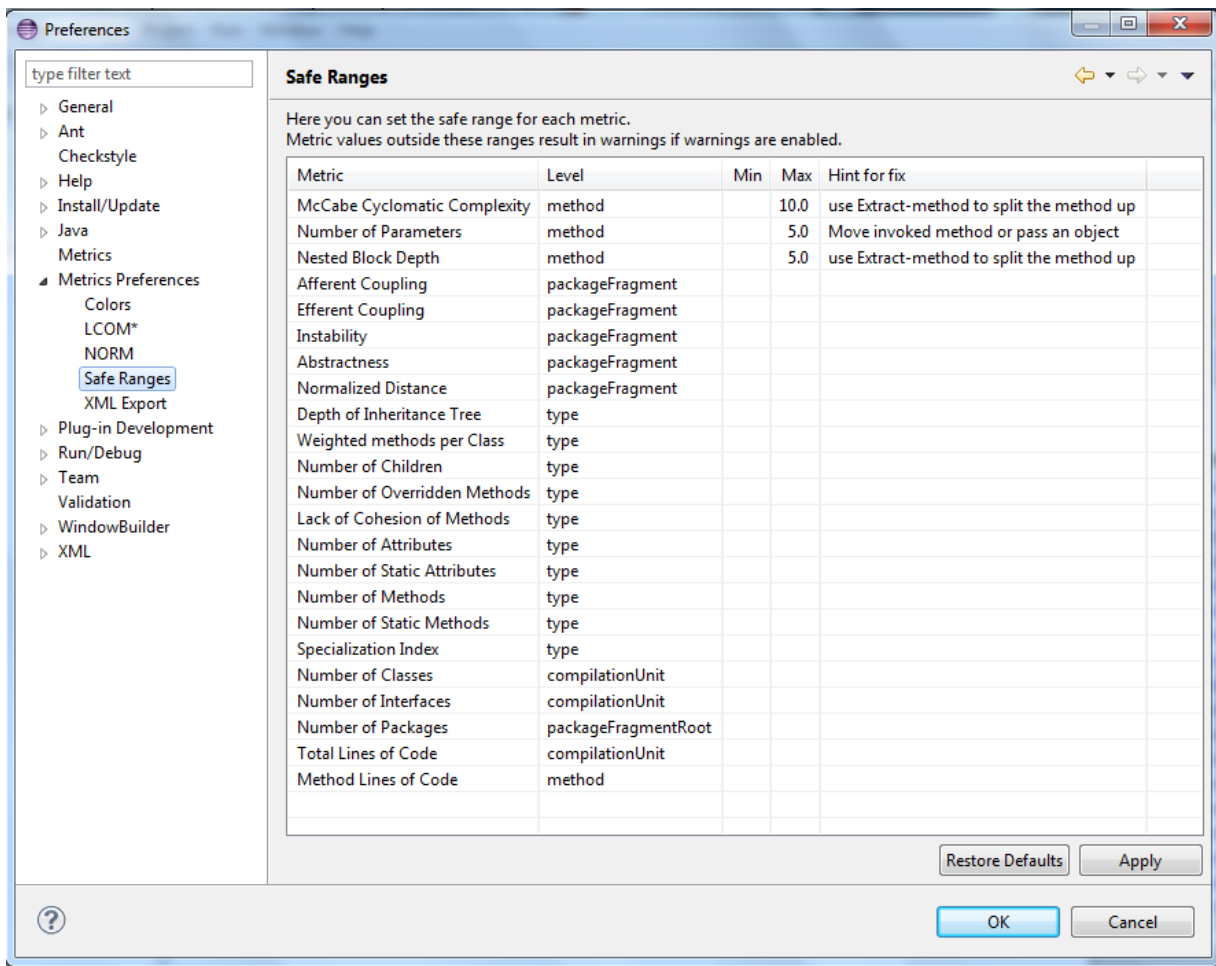 Preferences
type filter text
General
Ant
Checkstyle
Help
Install/Update
Java
Metrics
Metrics Preferences
Colors
LCOM*
NORM
Safe Ranges
XML Export
Plug-in Development
Run/Debug
Team
Validation
WindowBuilder
XML
Safe Ranges
Here you can set the safe range for each metric.
Metric values outside these ranges result in warnings if warnings are enabled.
Metric Level Min Max Hint for fix
McCabe Cyclomatic Complexity method 10.0 use Extract-method to split the method up
Number of Parameters method 5.0 Move invoked method or pass an object
Nested Block Depth method 5.0 use Extract-method to split the method up
Afferent Coupling packageFragment
Efferent Coupling packageFragment
Instability packageFragment
Abstractness packageFragment
Normalized Distance packageFragment
Depth of Inheritance Tree type
Weighted methods per Class type
Number of Children type
Number of Overridden Methods type
Lack of Cohesion of Methods type
Number of Attributes type
Number of Static Attributes type
Number of Methods type
Number of Static Methods type
Specialization Index type
Number of Classes compilationUnit
Number of Interfaces compilationUnit
Number of Packages packageFragmentRoot
Total Lines of Code compilationUnit
Method Lines of Code method
Restore Defaults Apply
? OK Cancel